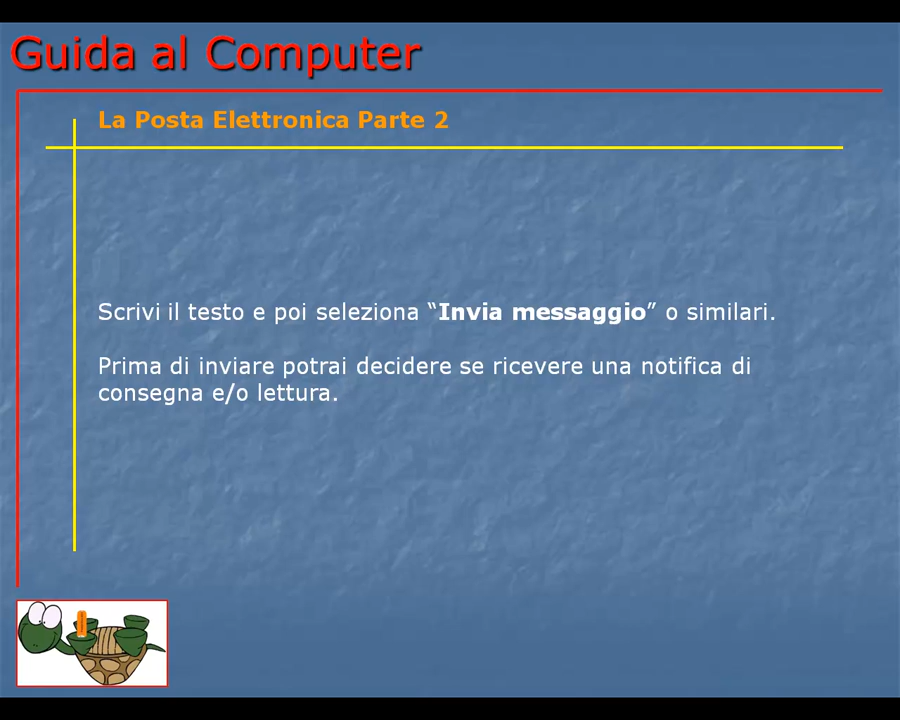 Guida al Computer
La Posta Elettronica Parte 2
Scrivi il testo e poi seleziona “Invia messaggio” o similari.
Prima di inviare potrai decidere se ricevere una notifica di
consegna e/o lettura.